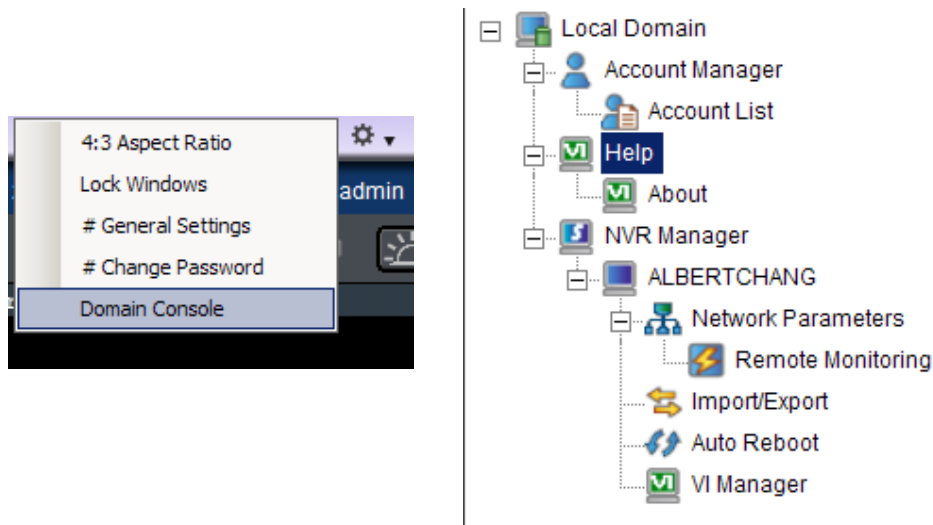 4:3 Aspect Ratio
Lock Windows
# General Settings
# Change Password
Domain Console
admin
Local Domain
Account Manager
Account List
Help
About
NVR Manager
ALBERTCHANG
Network Parameters
Remote Monitoring
Import/Export
Auto Reboot
VI Manager